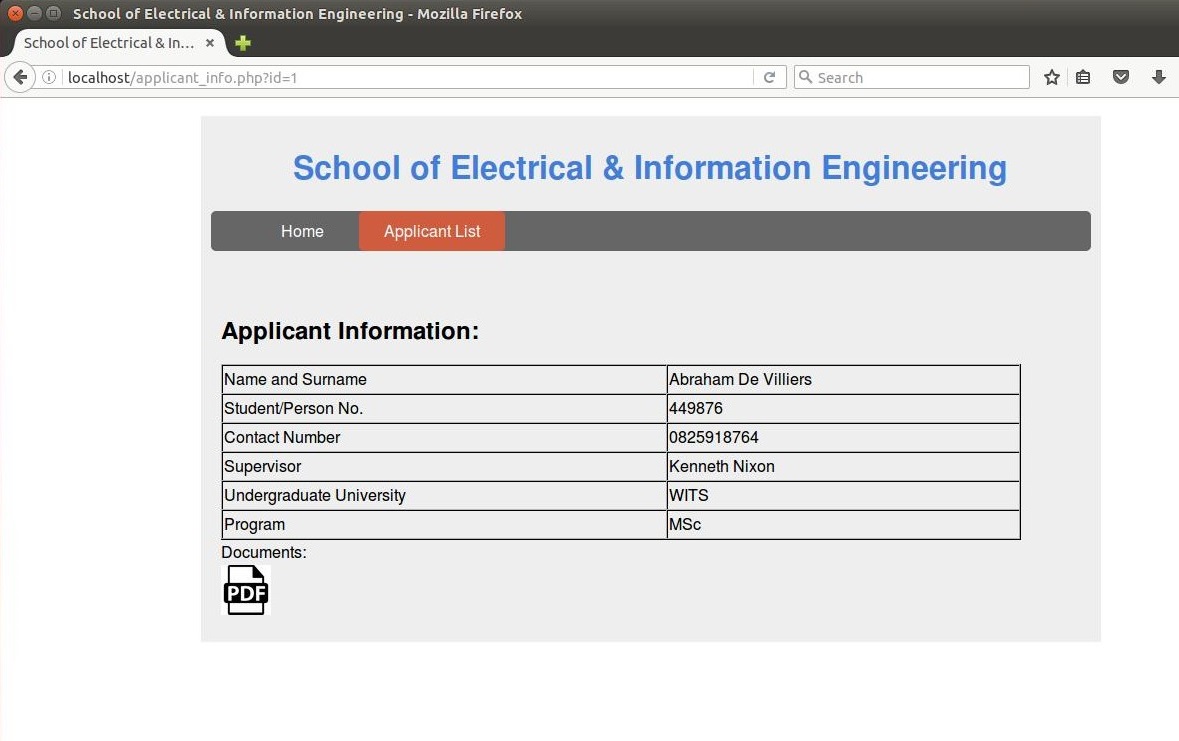 School of Electrical & Information Engineering - Mozilla Firefox
School of Electrical & In...
localhost/applicant_info.php?id=1
Search
School of Electrical & Information Engineering
Home Applicant List
Applicant Information:
Name and Surname Abraham De Villiers
Student/Person No. 449876
Contact Number 0825918764
Supervisor Kenneth Nixon
Undergraduate University WITS
Program MSc
Documents:
PDF